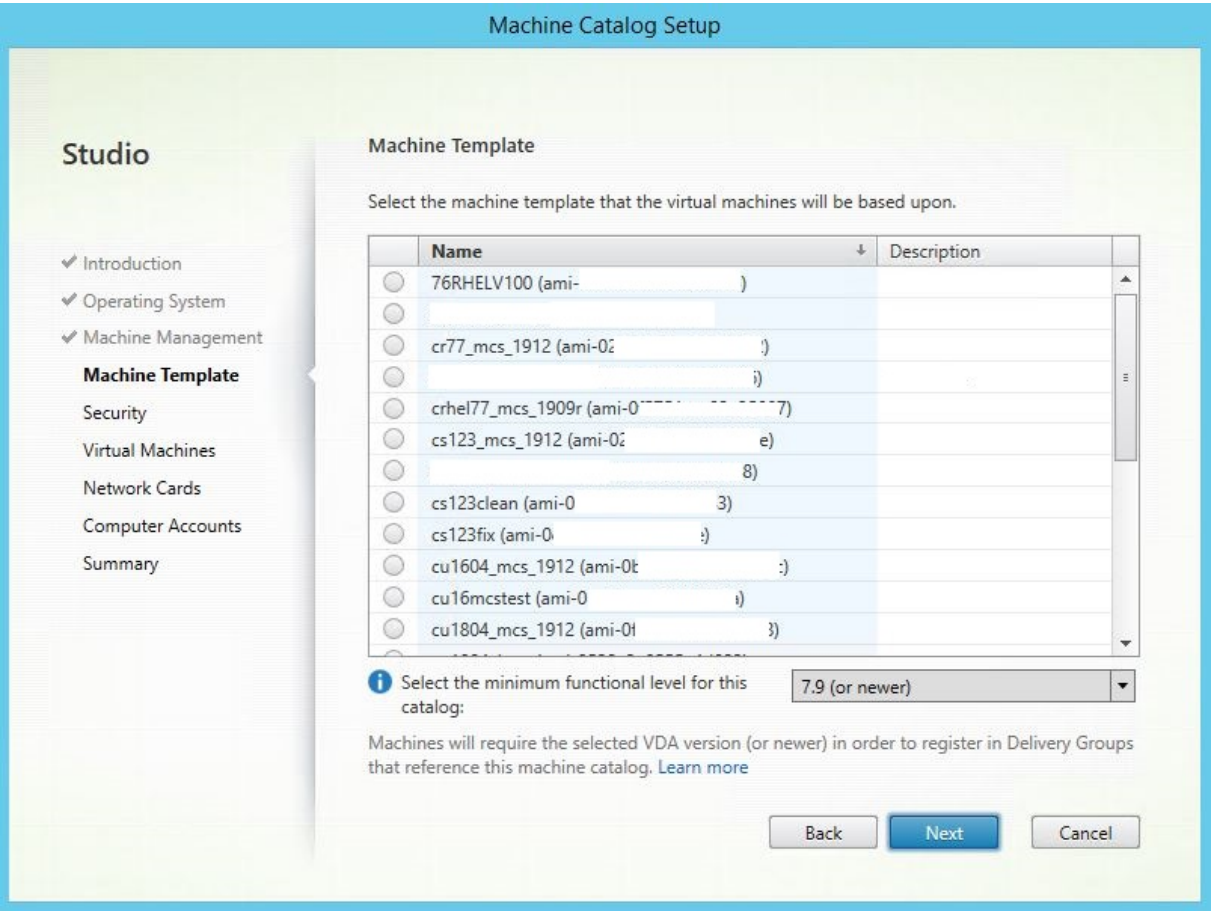 Machine Catalog Setup
Studio
Introduction
Operating System
Machine Management
Machine Template
Security
Virtual Machines
Network Cards
Computer Accounts
Summary
Machine Template
Select the machine template that the virtual machines will be based upon.
Name Description
76RHELV100 (ami- )
cr77_mcs_1912 (ami-02 )
)
crhel77_mcs_1909r (ami-0 7)
cs123_mcs_1912 (ami-02 e)
8)
cs123clean (ami-0 3)
cs123fix (ami-0 )
cu1604_mcs_1912 (ami-0b )
cu16mcstest (ami-0 )
cu1804_mcs_1912 (ami-0f 3)
Select the minimum functional level for this
catalog:
7.9 (or newer)
Machines will require the selected VDA version (or newer) in order to register in Delivery Groups
that reference this machine catalog. Learn more
Back Next Cancel